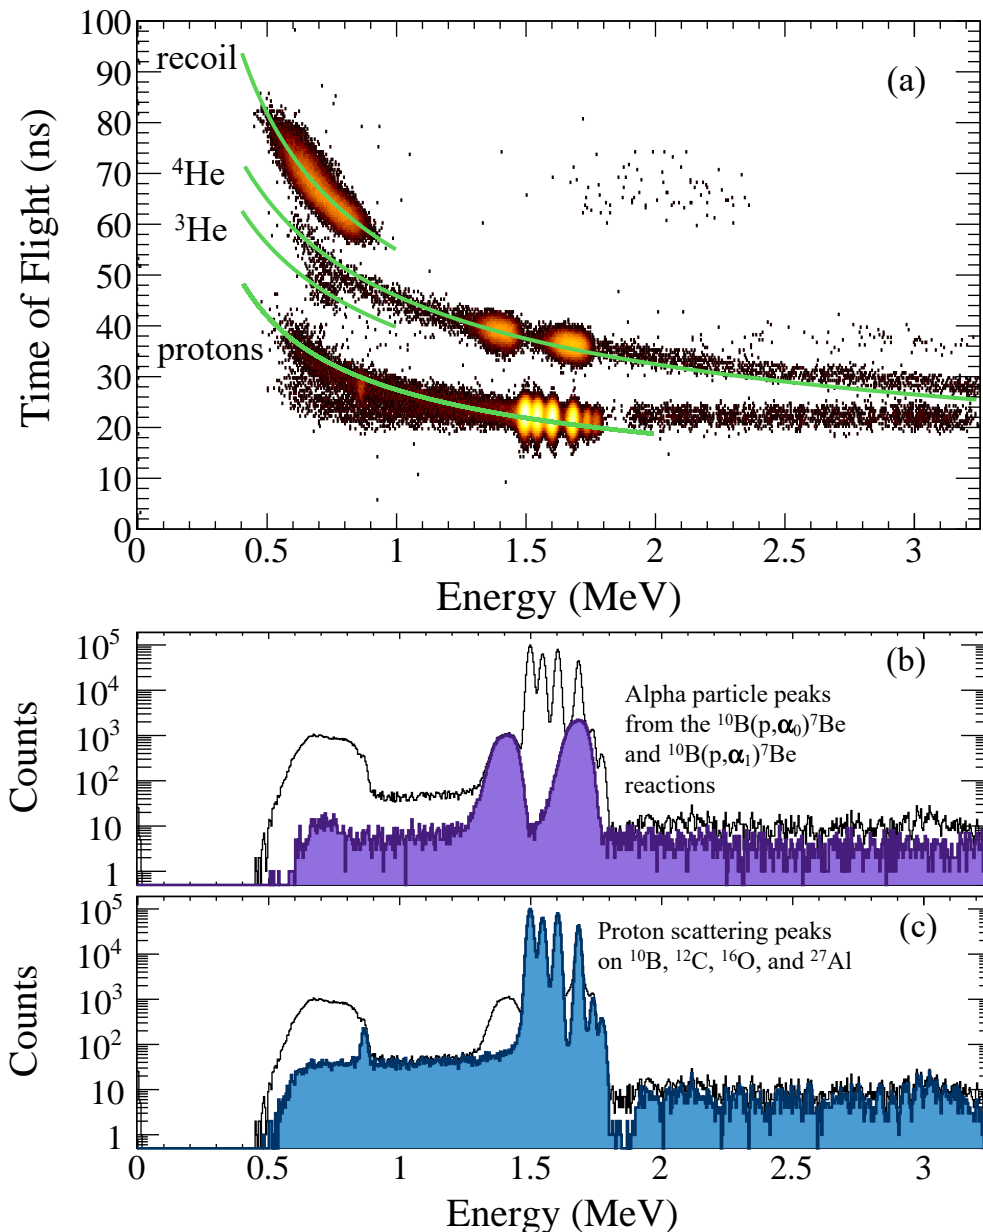 100
90
80
70
60
50
40
30
20
10
0
Time of Flight (ns)
recoil
⁴He
³He
protons
(a)
0 0.5 1 1.5 2 2.5 3
Energy (MeV)
10⁵
10⁴
10³
10²
10
1
Counts
(b)
Alpha particle peaks
from the ¹⁰B(p,α₀)⁷Be
and ¹⁰B(p,α₁)⁷Be
reactions
10⁵
10⁴
10³
10²
10
1
Counts
(c)
Proton scattering peaks
on ¹⁰B, ¹²C, ¹⁶O, and ²⁷Al
0 0.5 1 1.5 2 2.5 3
Energy (MeV)